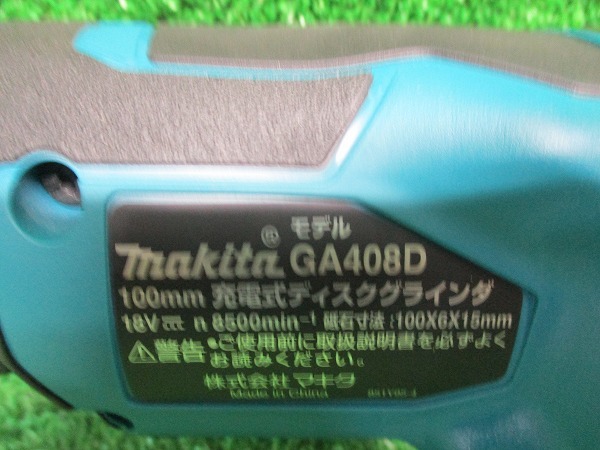 モデル
makita® GA408D
100mm 充電式ディスクグラインダ
18V⎓ n 8500min⁻¹ 砥石寸法:100X6X15mm
⚠警告 •ご使用前に取扱説明書を必ずよく
お読みください。
株式会社 マキタ
Made in China